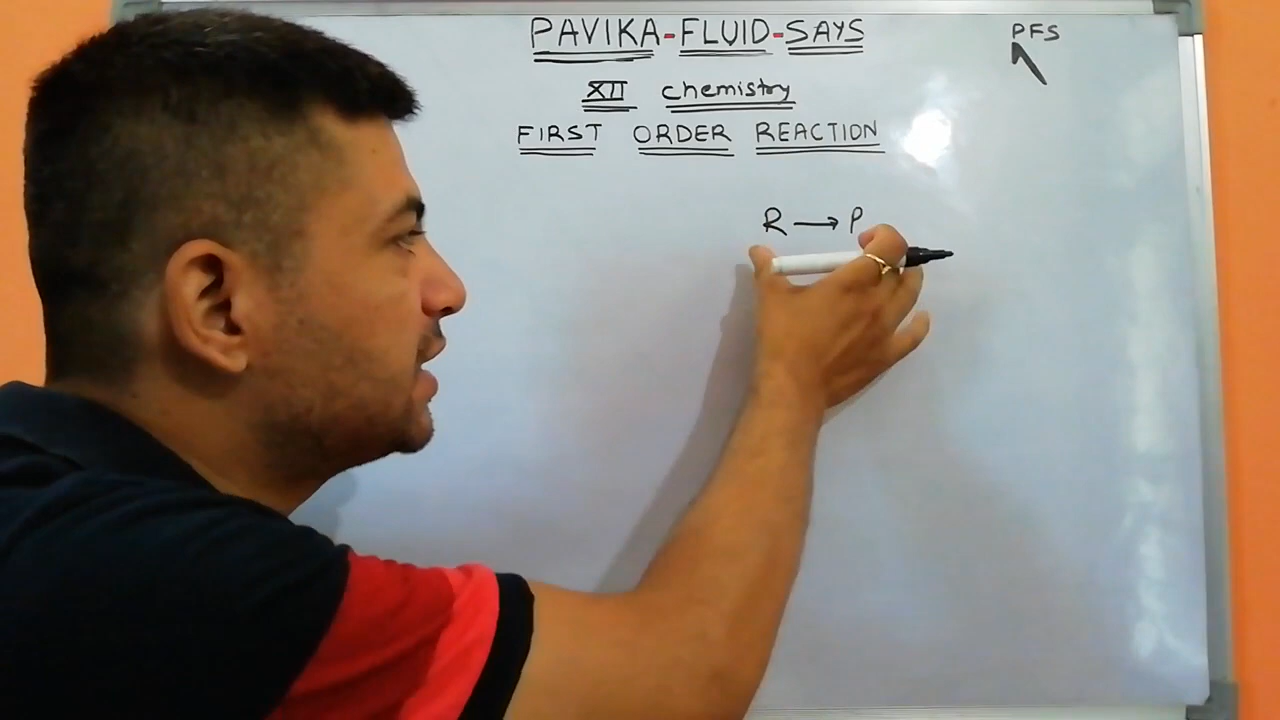 PAVIKA-FLUID-SAYS
PFS
XII chemistry
FIRST ORDER REACTION
R → P